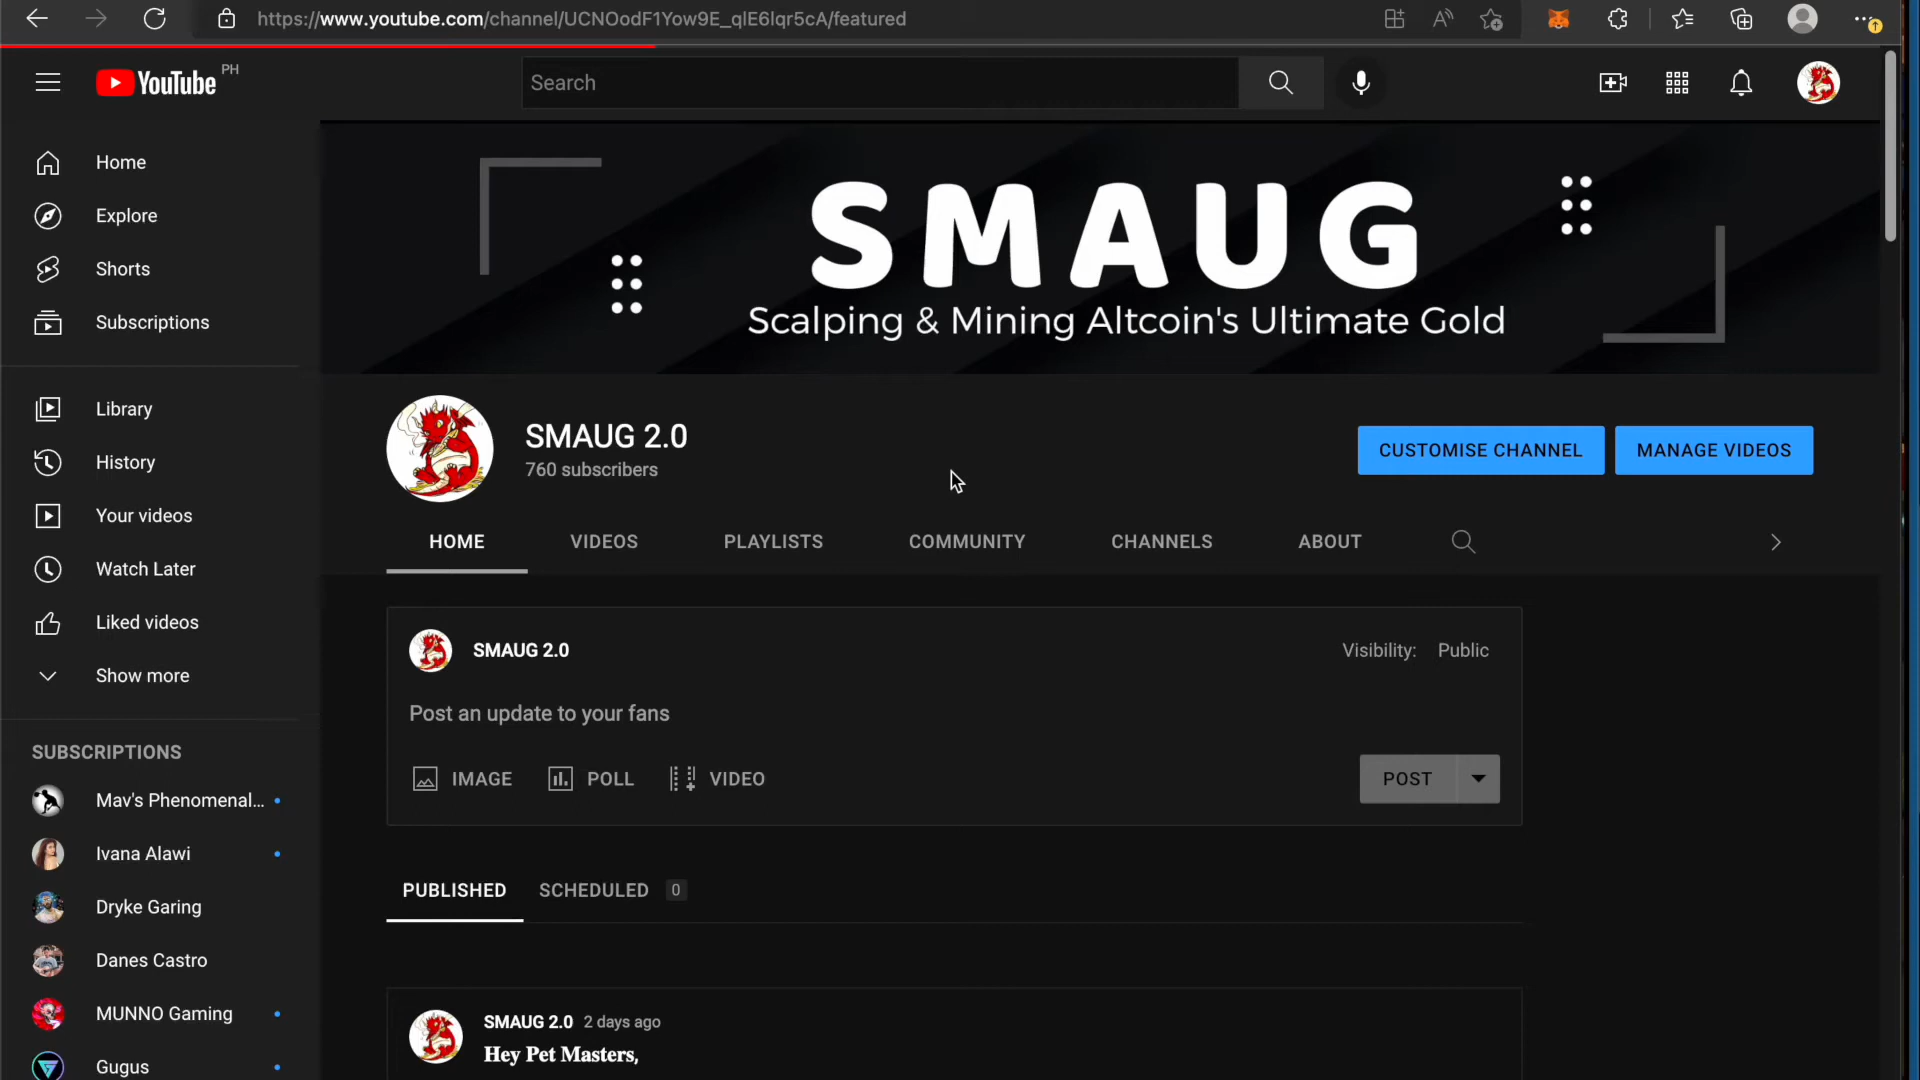 https://www.youtube.com/channel/UCNOodF1Yow9E_qlE6lqr5cA/featured
YouTube PH
Search
Home
Explore
Shorts
Subscriptions
Library
History
Your videos
Watch Later
Liked videos
Show more
SUBSCRIPTIONS
Mav's Phenomenal...
Ivana Alawi
Dryke Garing
Danes Castro
MUNNO Gaming
Gugus
SMAUG
Scalping & Mining Altcoin's Ultimate Gold
SMAUG 2.0
760 subscribers
CUSTOMISE CHANNEL
MANAGE VIDEOS
HOME VIDEOS PLAYLISTS COMMUNITY CHANNELS ABOUT
SMAUG 2.0
Visibility: Public
Post an update to your fans
IMAGE POLL VIDEO
POST
PUBLISHED SCHEDULED 0
SMAUG 2.0 2 days ago
Hey Pet Masters,